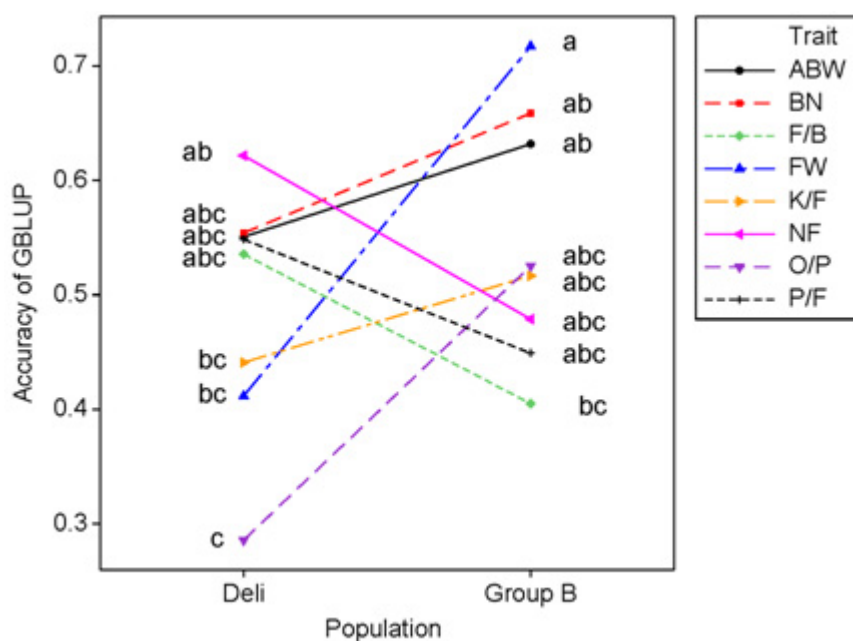 Trait
ABW
BN
F/B
FW
K/F
NF
O/P
P/F
Accuracy of GBLUP
0.7
0.6
0.5
0.4
0.3
ab
abc
abc
abc
bc
bc
c
a
ab
ab
abc
abc
abc
abc
bc
Deli
Group B
Population